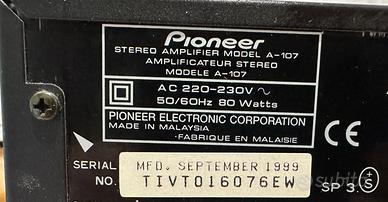 Pioneer
STEREO AMPLIFIER MODEL A-107
AMPLIFICATEUR STEREO
MODELE A-107
AC 220-230V ~
50/60Hz 80 Watts
PIONEER ELECTRONIC CORPORATION
MADE IN MALAYSIA
·FABRIQUE EN MALAISIE
CE
SERIAL NO.
MFD. SEPTEMBER 1999
TIVT016076EW
SP 3.
S
subito